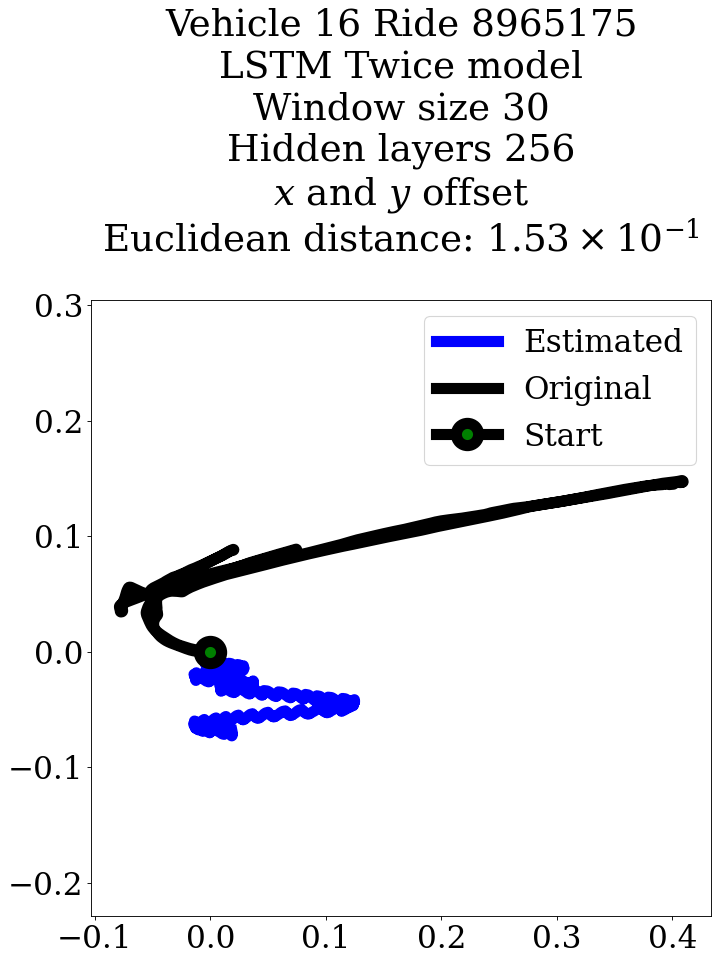 Vehicle 16 Ride 8965175
LSTM Twice model
Window size 30
Hidden layers 256
x and y offset
Euclidean distance: 1.53 × 10⁻¹
0.3
Estimated
Original
Start
0.2
0.1
0.0
−0.1
−0.2
−0.1 0.0 0.1 0.2 0.3 0.4